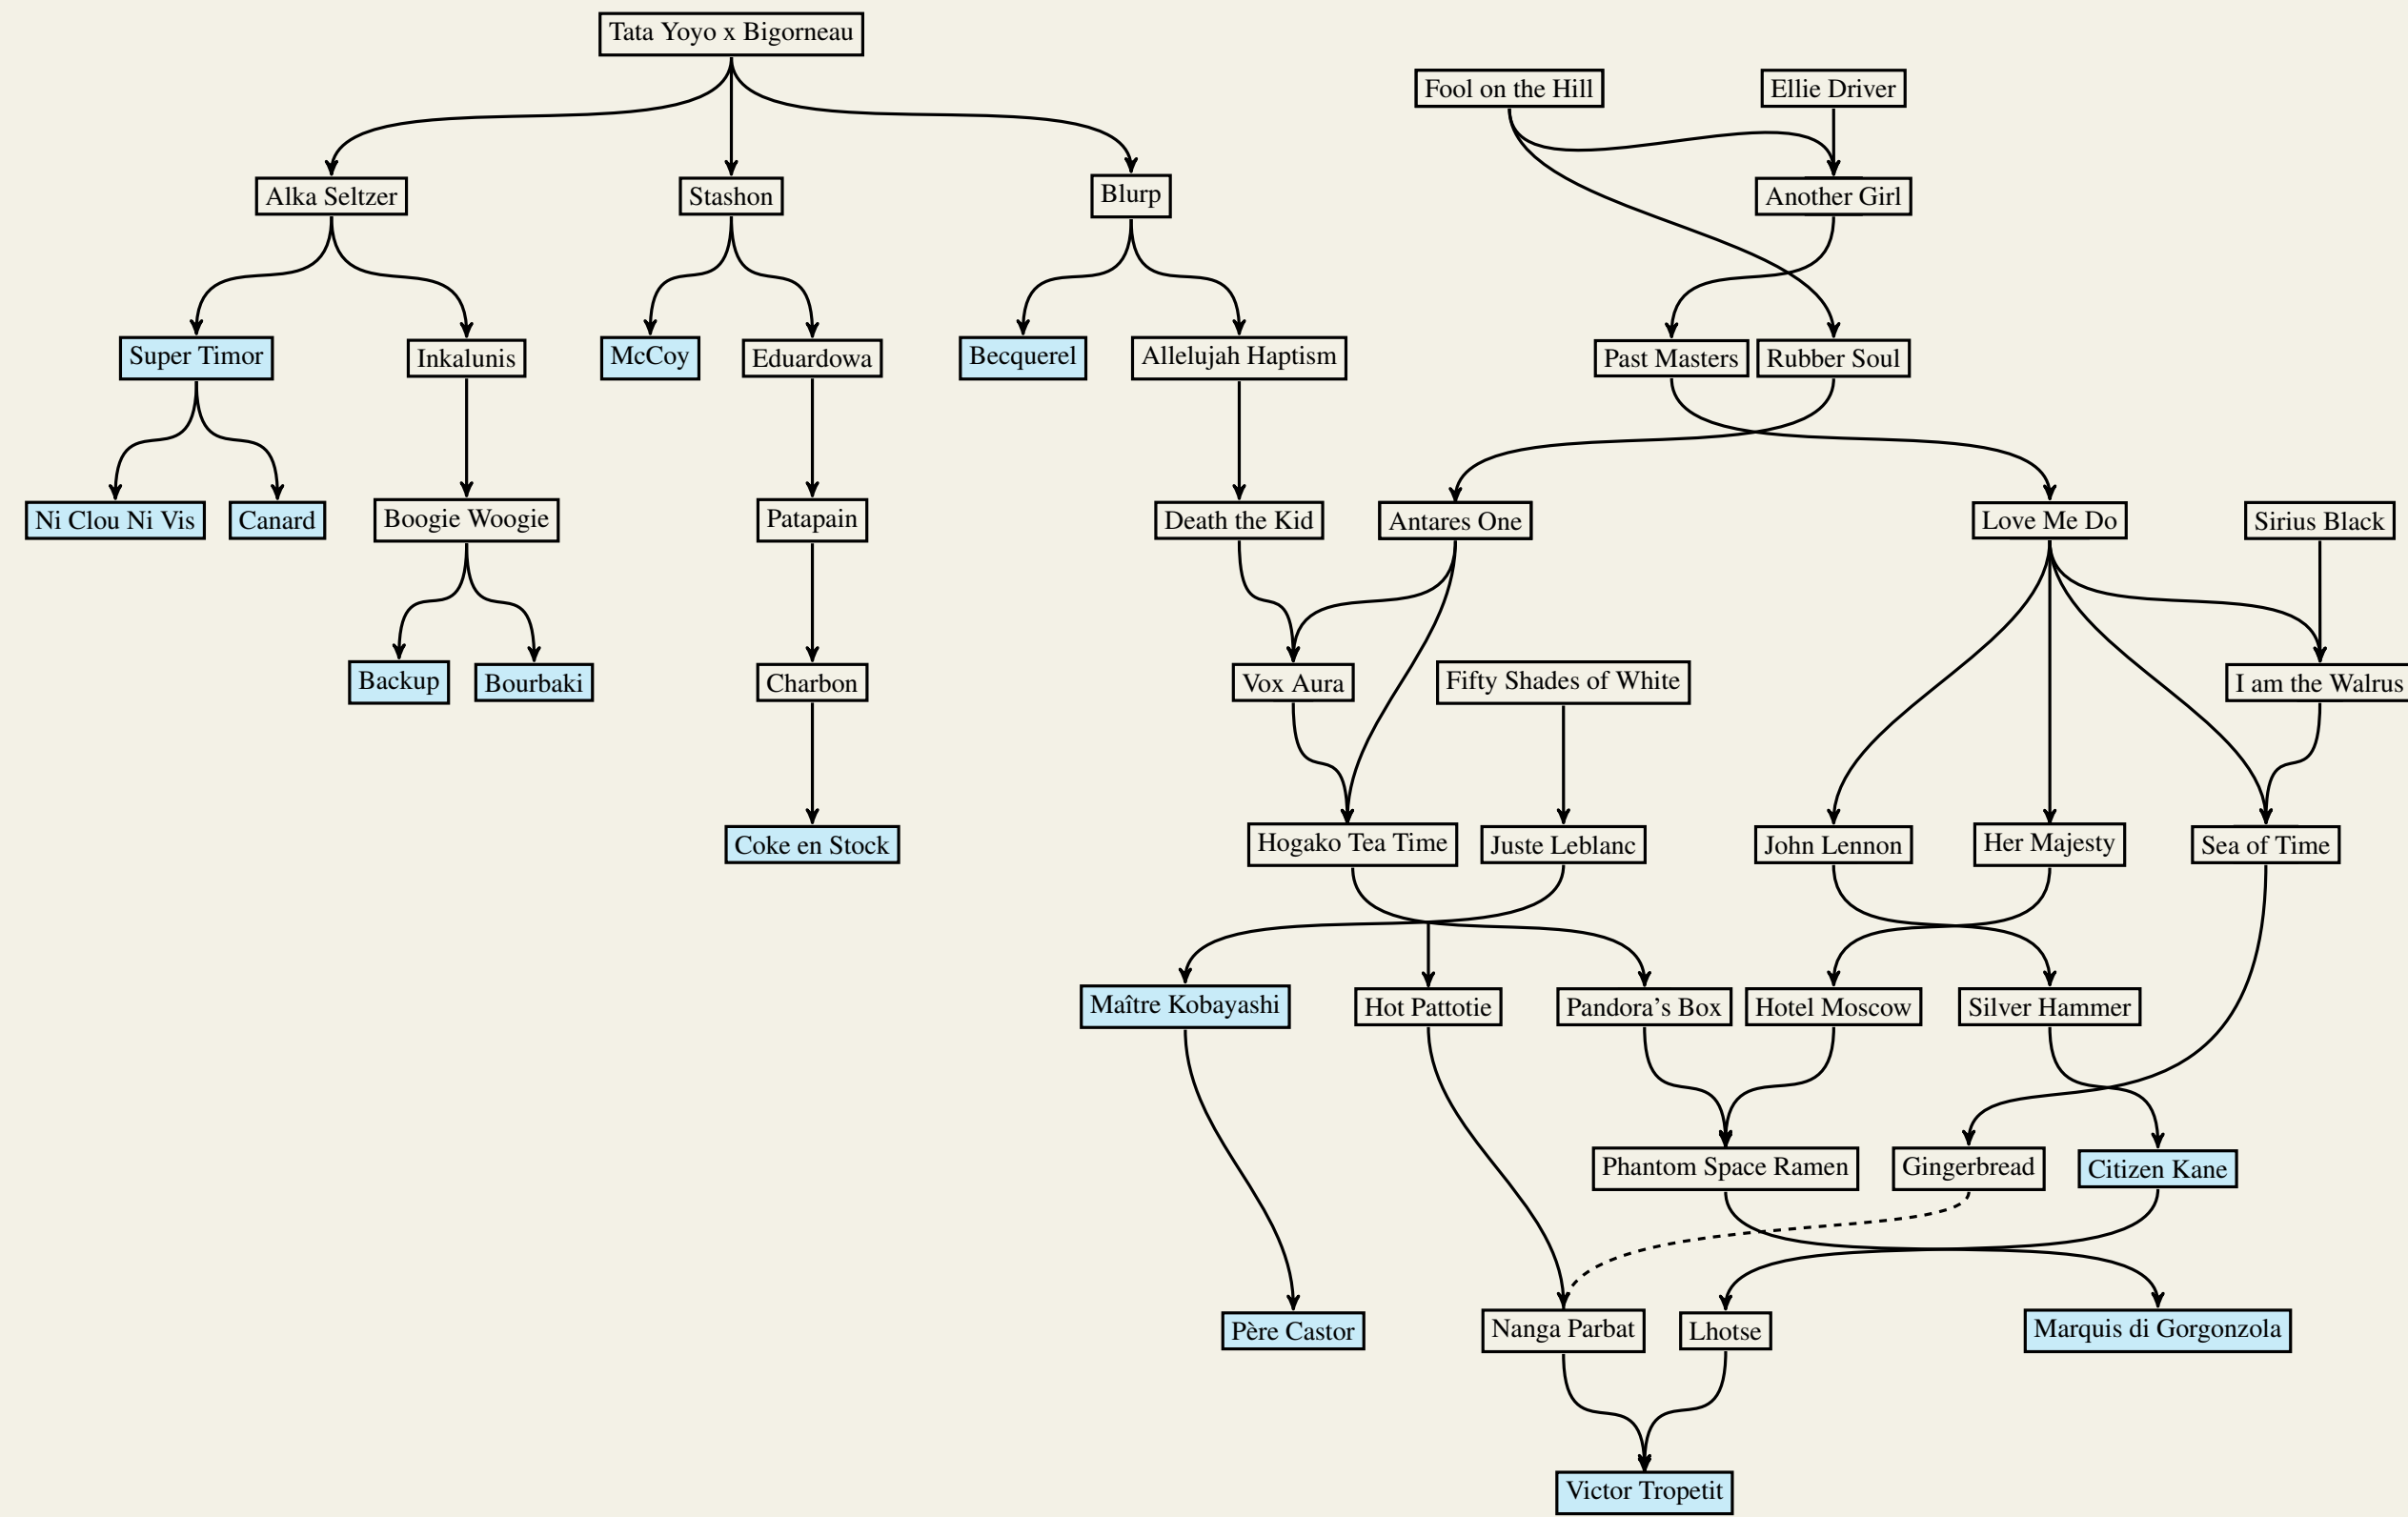 Tata Yoyo x Bigorneau
Fool on the Hill
Ellie Driver
Alka Seltzer
Stashon
Blurp
Another Girl
Super Timor
Inkalunis
McCoy
Eduardowa
Becquerel
Allelujah Haptism
Past Masters
Rubber Soul
Ni Clou Ni Vis
Canard
Boogie Woogie
Patapain
Death the Kid
Antares One
Love Me Do
Sirius Black
Backup
Bourbaki
Charbon
Vox Aura
Fifty Shades of White
I am the Walrus
Coke en Stock
Hogako Tea Time
Juste Leblanc
John Lennon
Her Majesty
Sea of Time
Maître Kobayashi
Hot Pattotie
Pandora's Box
Hotel Moscow
Silver Hammer
Phantom Space Ramen
Gingerbread
Citizen Kane
Père Castor
Nanga Parbat
Lhotse
Marquis di Gorgonzola
Victor Tropetit